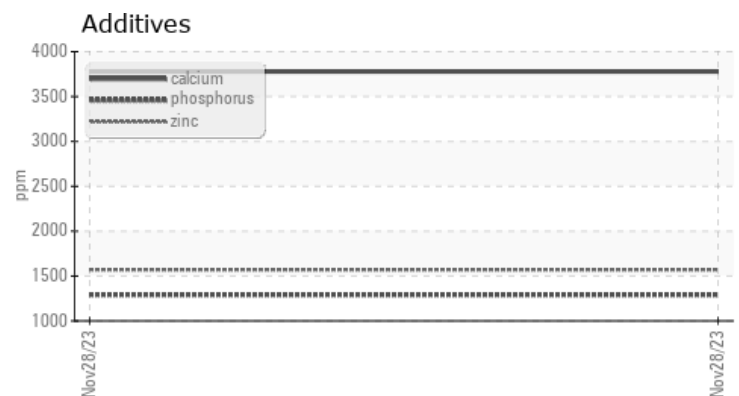 Additives
4000
3500
3000
2500
2000
1500
1000
ppm
calcium
phosphorus
zinc
Nov28/23
Nov28/23